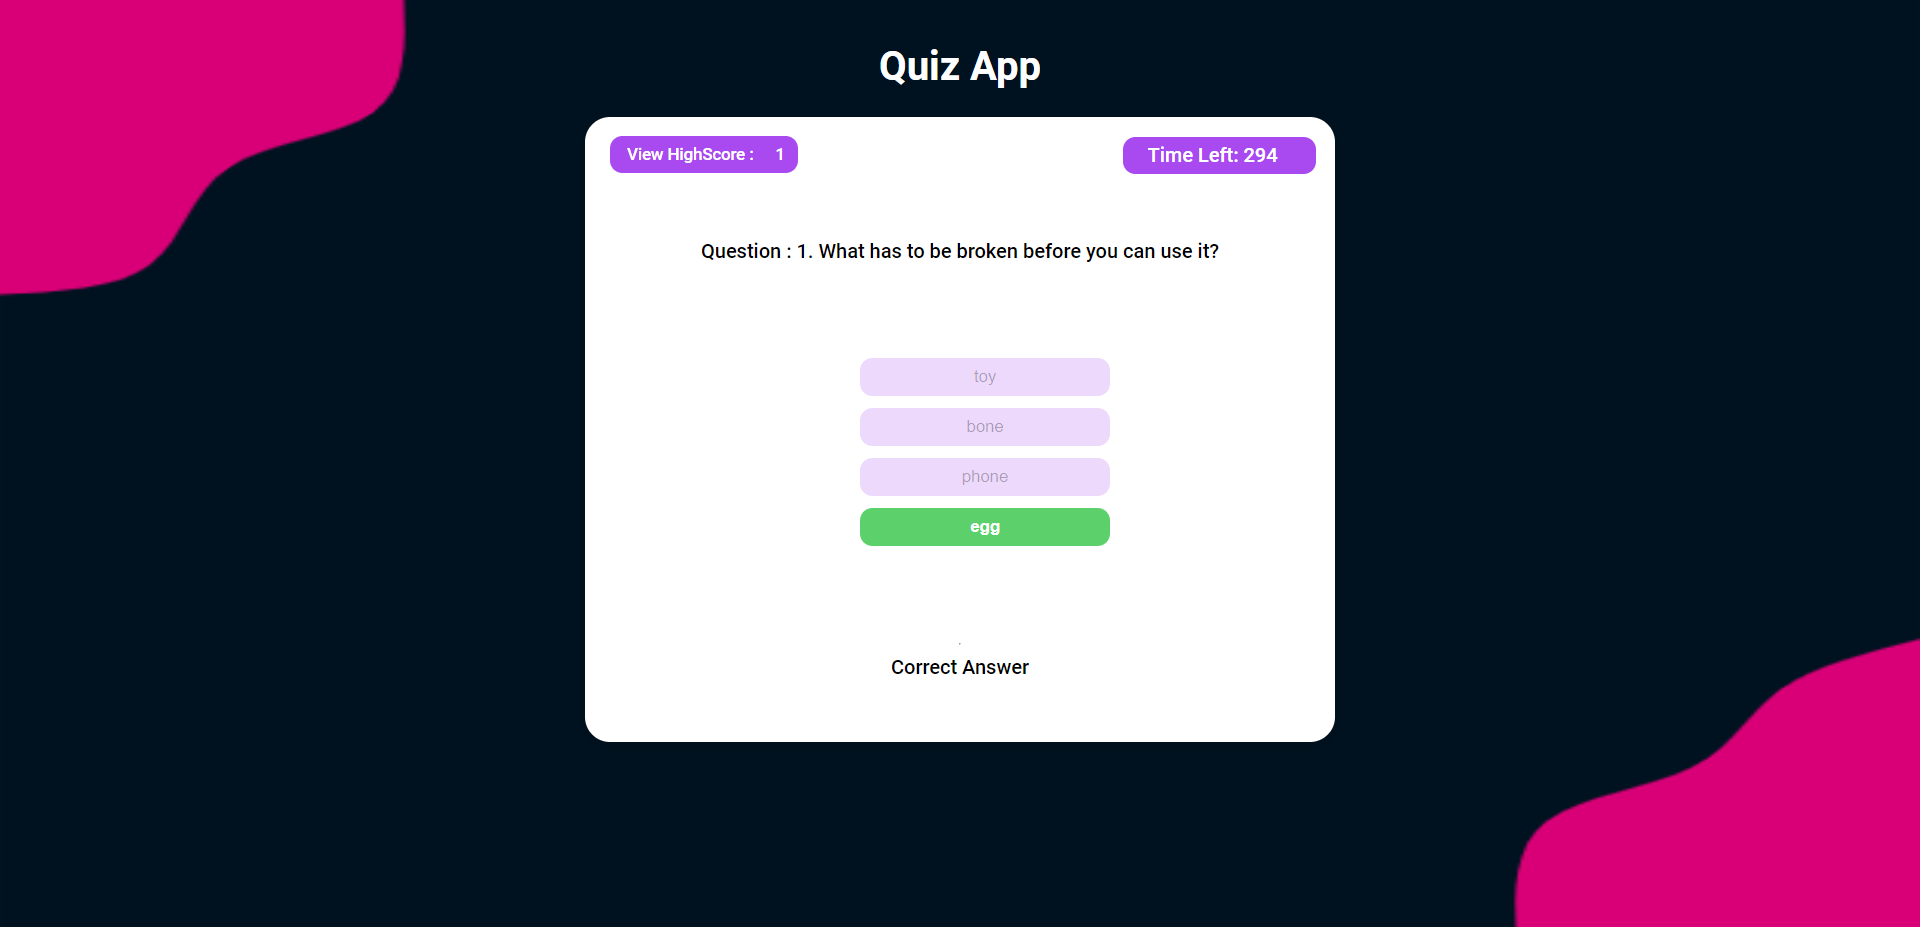 Quiz App
View HighScore : 1
Time Left: 294
Question : 1. What has to be broken before you can use it?
toy
bone
phone
egg
.
Correct Answer